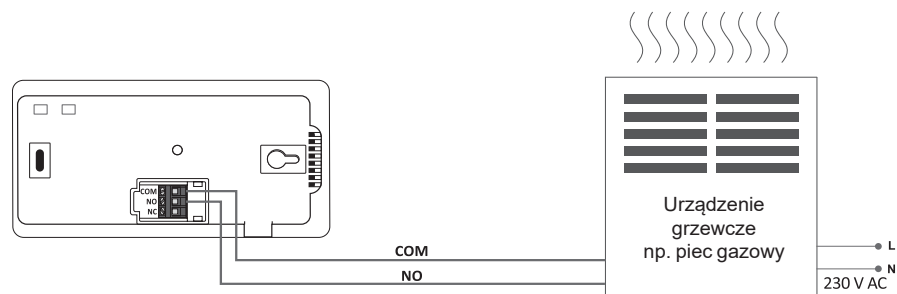 COM
NO
NC
COM
NO
Urządzenie
grzewcze
np. piec gazowy
L
N
230 V AC